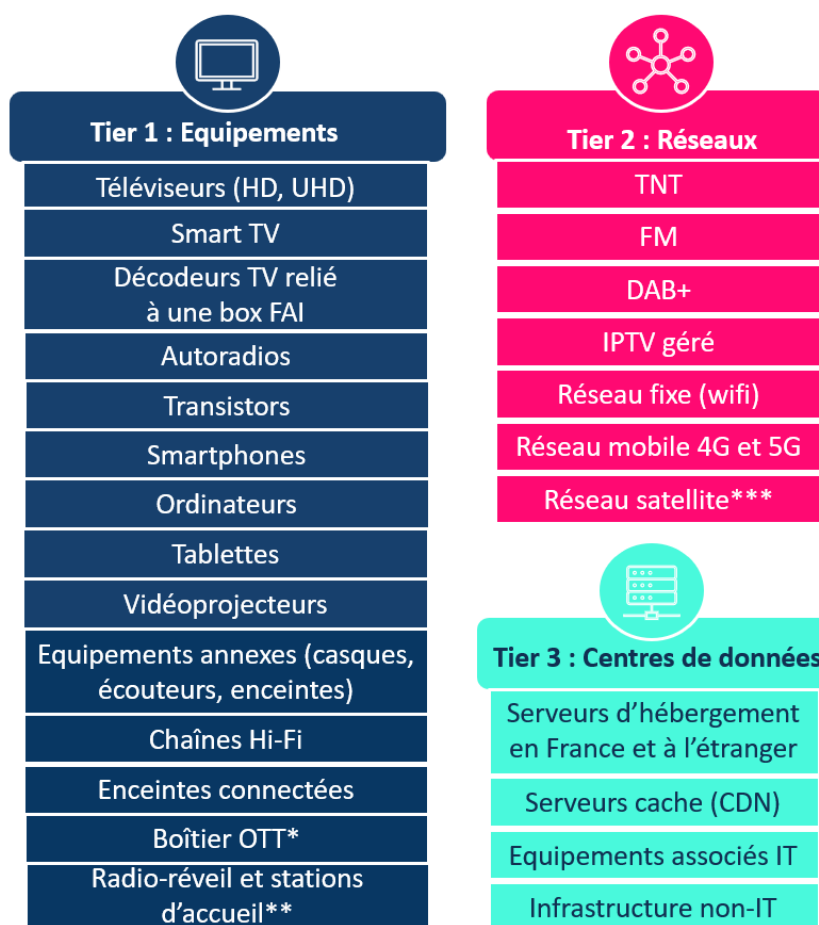 Tier 1 : Equipements
Téléviseurs (HD, UHD)
Smart TV
Décodeurs TV relié
à une box FAI
Autoradios
Transistors
Smartphones
Ordinateurs
Tablettes
Vidéoprojecteurs
Equipements annexes (casques,
écouteurs, enceintes)
Chaînes Hi-Fi
Enceintes connectées
Boîtier OTT*
Radio-réveil et stations
d'accueil**
Tier 2 : Réseaux
TNT
FM
DAB+
IPTV géré
Réseau fixe (wifi)
Réseau mobile 4G et 5G
Réseau satellite***
Tier 3 : Centres de données
Serveurs d'hébergement
en France et à l'étranger
Serveurs cache (CDN)
Equipements associés IT
Infrastructure non-IT